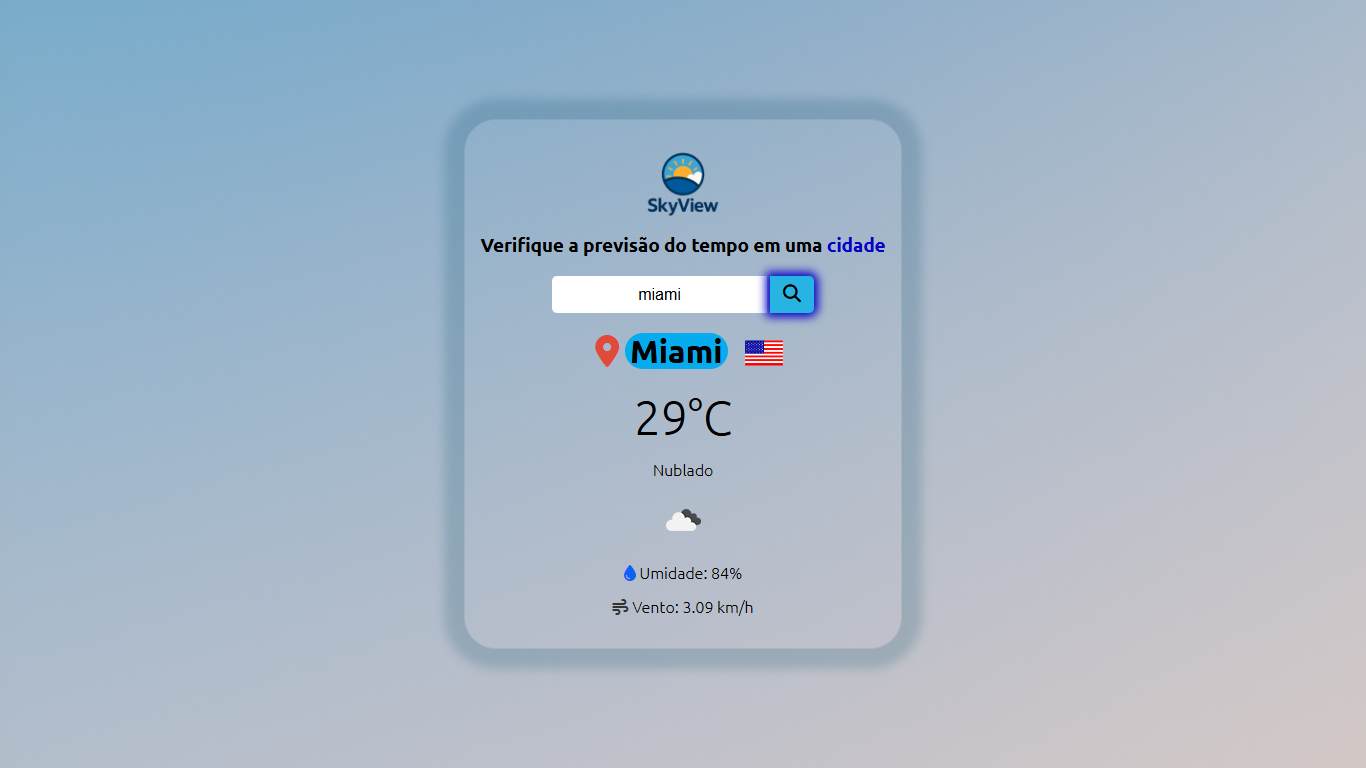 SkyView
Verifique a previsão do tempo em uma cidade
miami
Miami
29°C
Nublado
Umidade: 84%
Vento: 3.09 km/h